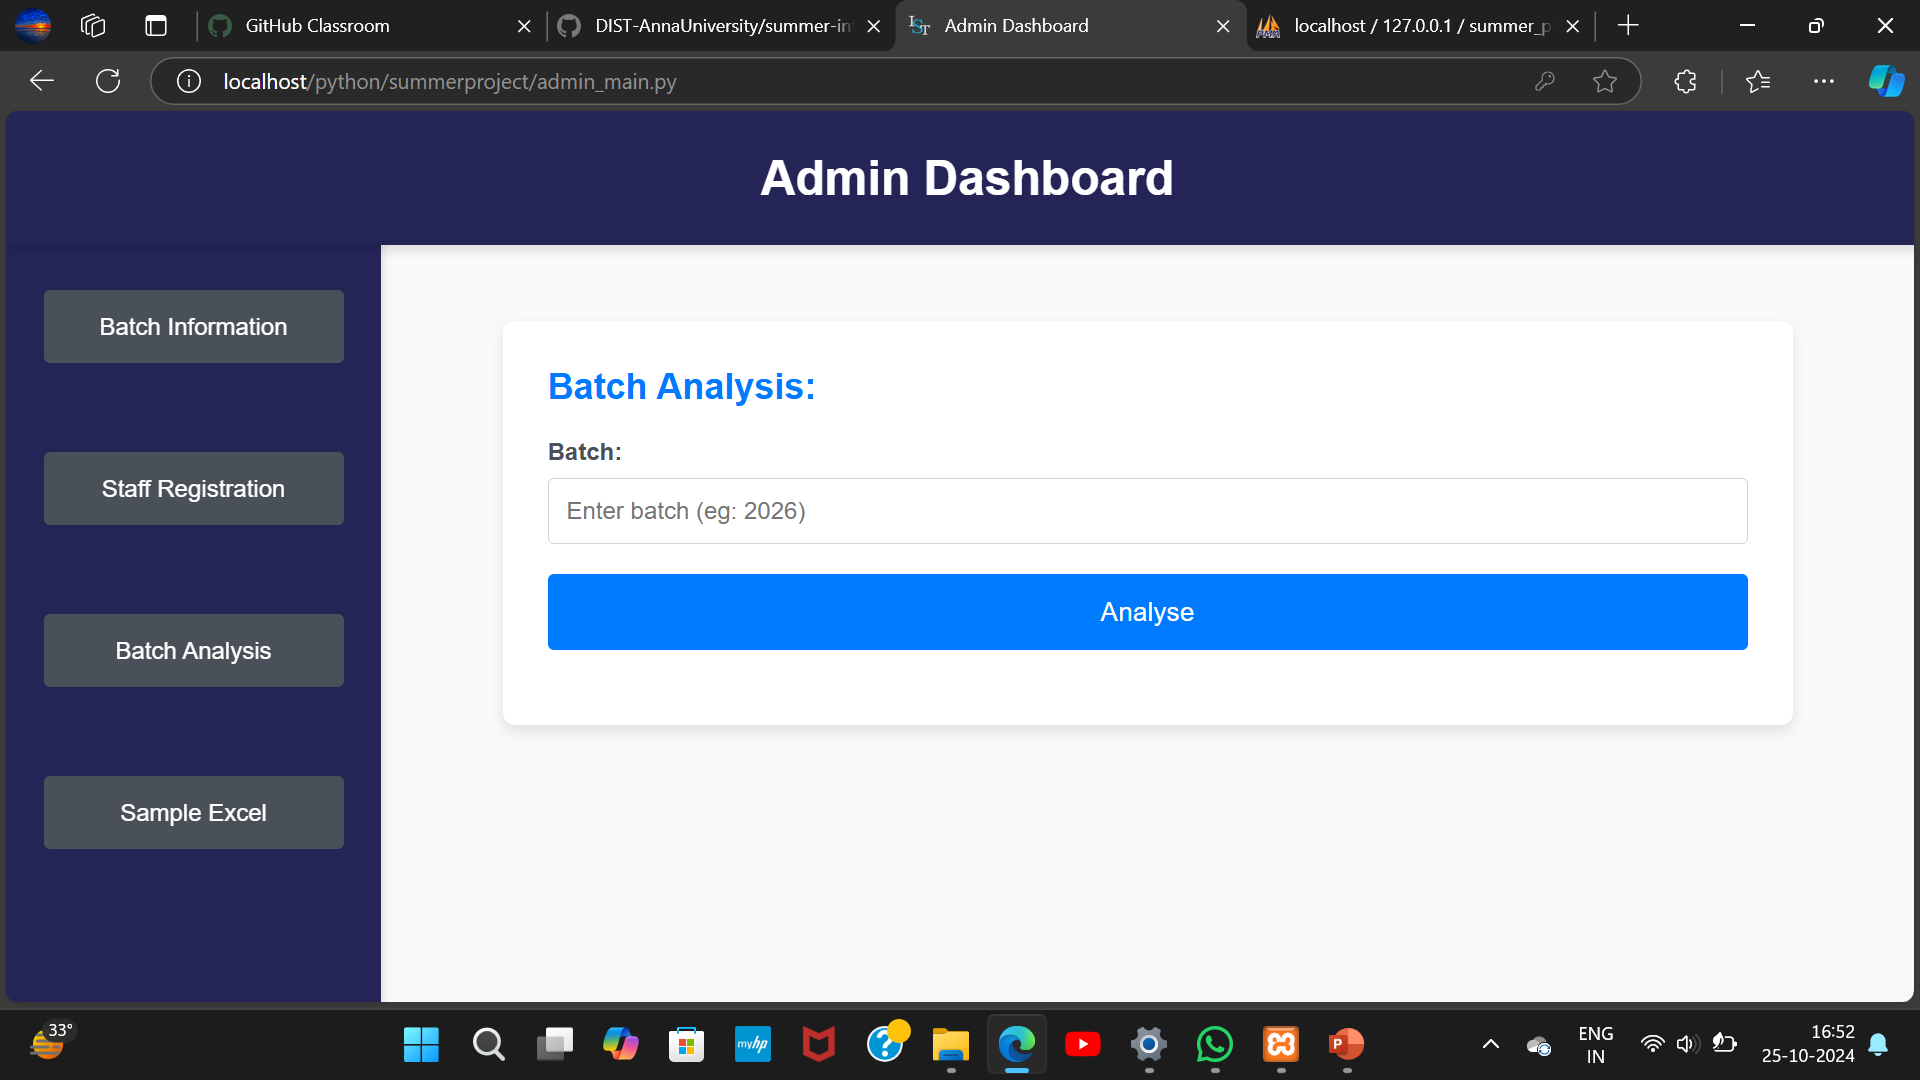 GitHub Classroom
DIST-AnnaUniversity/summer-in
Admin Dashboard
localhost / 127.0.0.1 / summer_p
localhost/python/summerproject/admin_main.py
Admin Dashboard
Batch Information
Staff Registration
Batch Analysis
Sample Excel
Batch Analysis:
Batch:
Enter batch (eg: 2026)
Analyse
33°
myhp
ENG
IN
16:52
25-10-2024